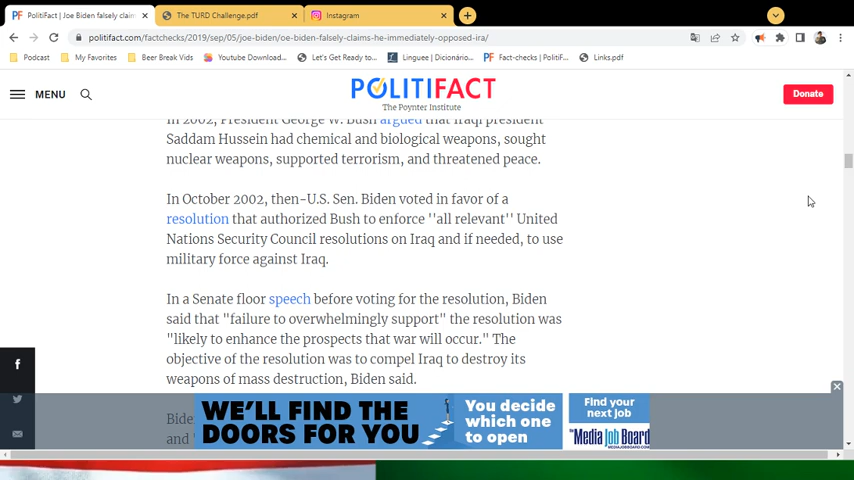 PolitiFact | Joe Biden falsely claim
The TURD Challenge.pdf
Instagram
politifact.com/factchecks/2019/sep/05/joe-biden/oe-biden-falsely-claims-he-immediately-opposed-ira/
Podcast
My Favorites
Beer Break Vids
Youtube Download...
Let's Get Ready to...
Linguee | Dicionário...
Fact-checks | PolitiF...
Links.pdf
MENU
POLITIFACT
The Poynter Institute
Donate
In 2002, President George W. Bush argued that Iraqi president
Saddam Hussein had chemical and biological weapons, sought
nuclear weapons, supported terrorism, and threatened peace.
In October 2002, then-U.S. Sen. Biden voted in favor of a
resolution that authorized Bush to enforce ''all relevant'' United
Nations Security Council resolutions on Iraq and if needed, to use
military force against Iraq.
In a Senate floor speech before voting for the resolution, Biden
said that "failure to overwhelmingly support" the resolution was
"likely to enhance the prospects that war will occur." The
objective of the resolution was to compel Iraq to destroy its
weapons of mass destruction, Biden said.
Bide
and "
WE'LL FIND THE
DOORS FOR YOU
You decide
which one
to open
Find your
next job
The Media Job Board
MEDIAJOBBOARD.COM